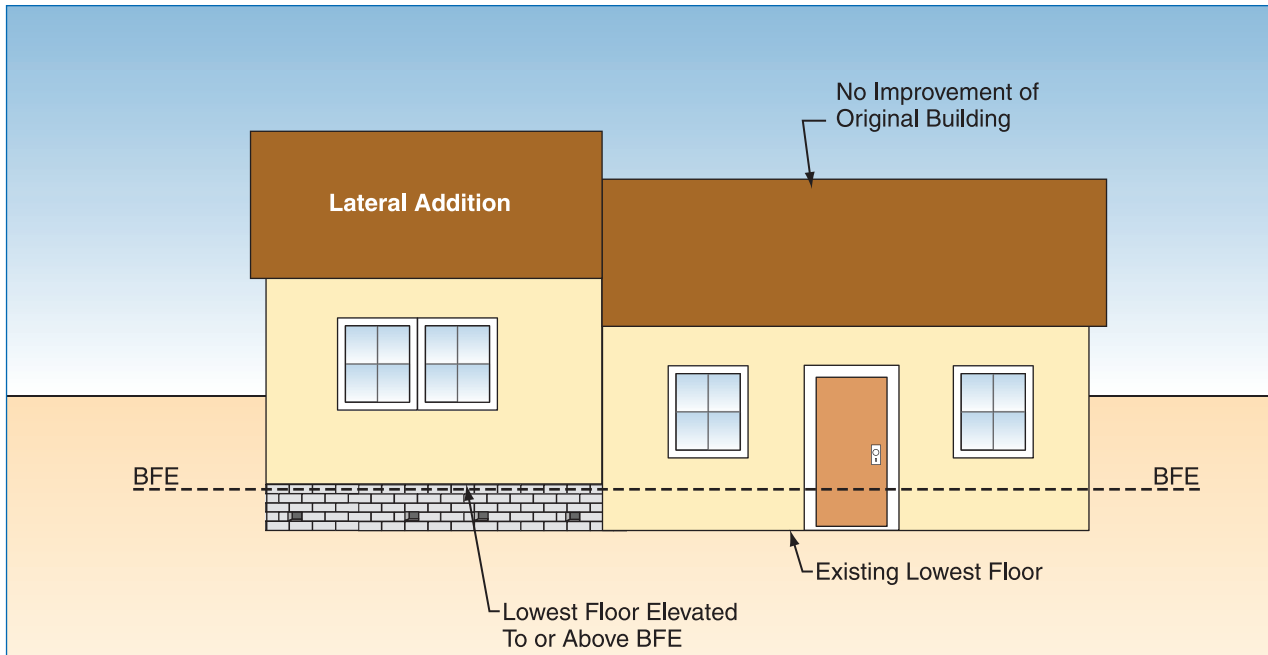 No Improvement of
Original Building
Lateral Addition
BFE
BFE
Existing Lowest Floor
Lowest Floor Elevated
To or Above BFE